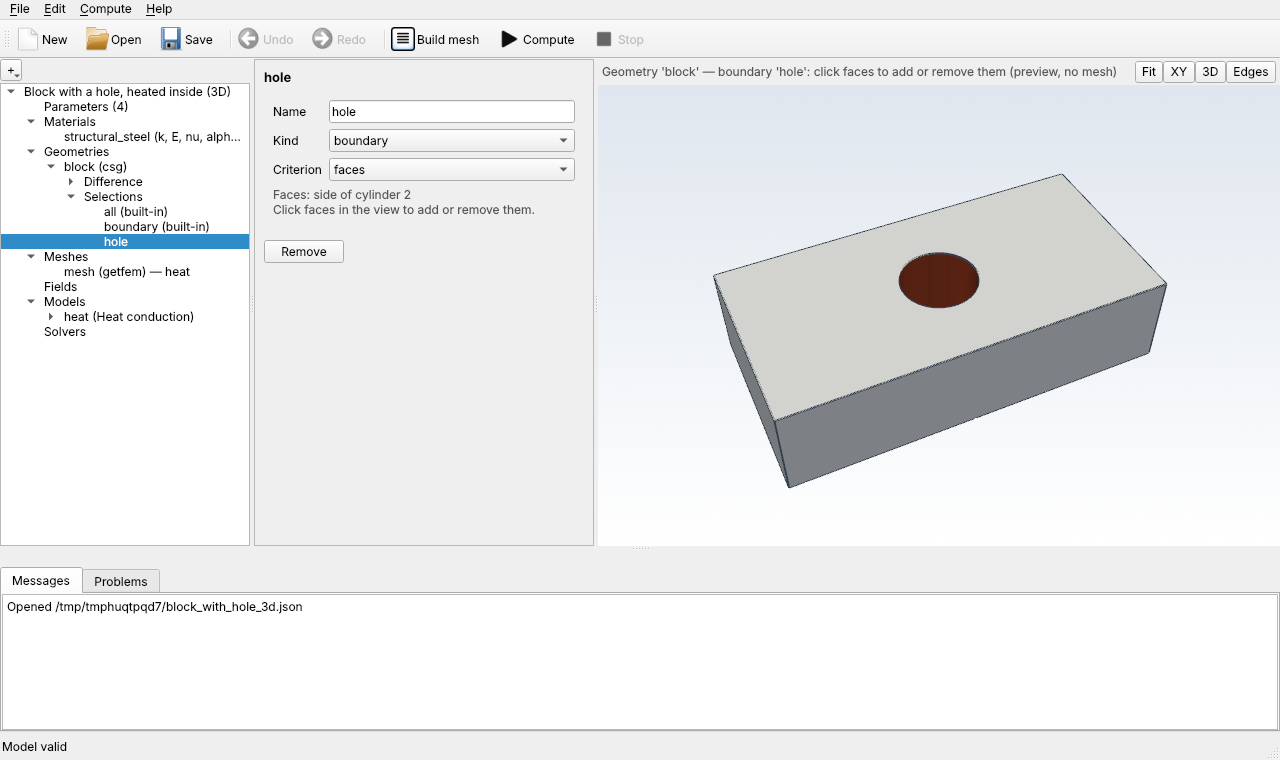 File Edit Compute Help
New Open Save Undo Redo Build mesh Compute Stop
+
Block with a hole, heated inside (3D)
Parameters (4)
Materials
structural_steel (k, E, nu, alph...
Geometries
block (csg)
Difference
Selections
all (built-in)
boundary (built-in)
hole
Meshes
mesh (getfem) — heat
Fields
Models
heat (Heat conduction)
Solvers
hole
Name hole
Kind boundary
Criterion faces
Faces: side of cylinder 2
Click faces in the view to add or remove them.
Remove
Geometry 'block' — boundary 'hole': click faces to add or remove them (preview, no mesh) Fit XY 3D Edges
Messages Problems
Opened /tmp/tmphuqtpqd7/block_with_hole_3d.json
Model valid